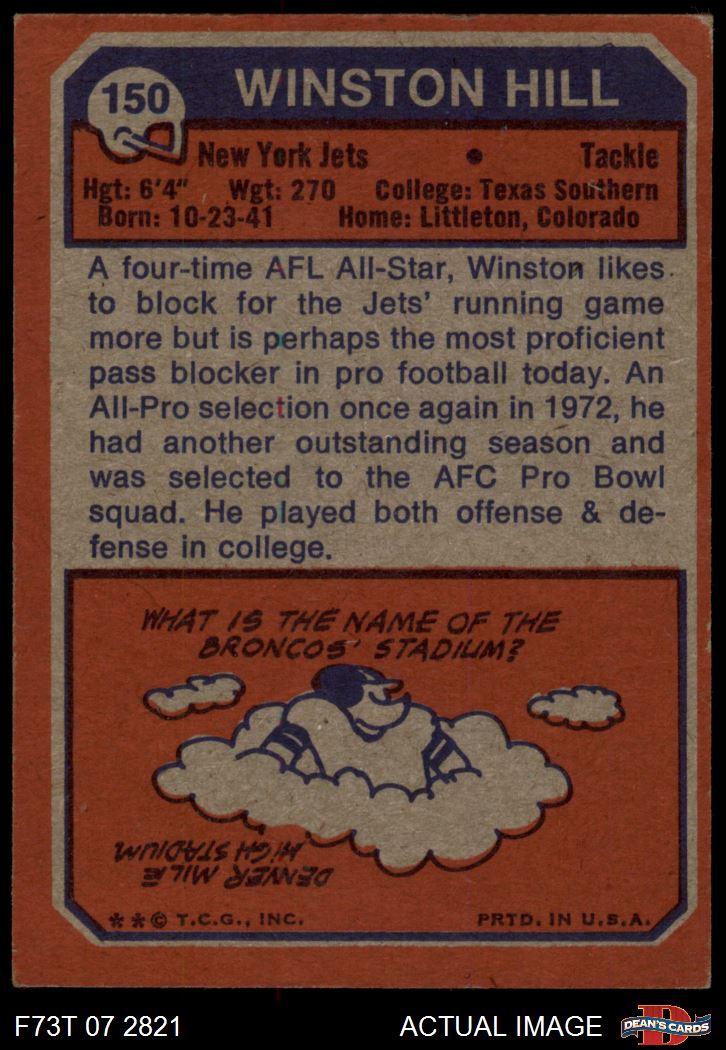 150
WINSTON HILL
New York Jets • Tackle
Hgt: 6'4" Wgt: 270 College: Texas Southern
Born: 10-23-41 Home: Littleton, Colorado
A four-time AFL All-Star, Winston likes
to block for the Jets' running game
more but is perhaps the most proficient
pass blocker in pro football today. An
All-Pro selection once again in 1972, he
had another outstanding season and
was selected to the AFC Pro Bowl
squad. He played both offense & de-
fense in college.
WHAT IS THE NAME OF THE
BRONCOS' STADIUM?
DENVER MILE
HIGH STADIUM
** © T.C.G., INC. PRTD. IN U.S.A.
F73T 07 2821 ACTUAL IMAGE
D
DEAN'S CARDS